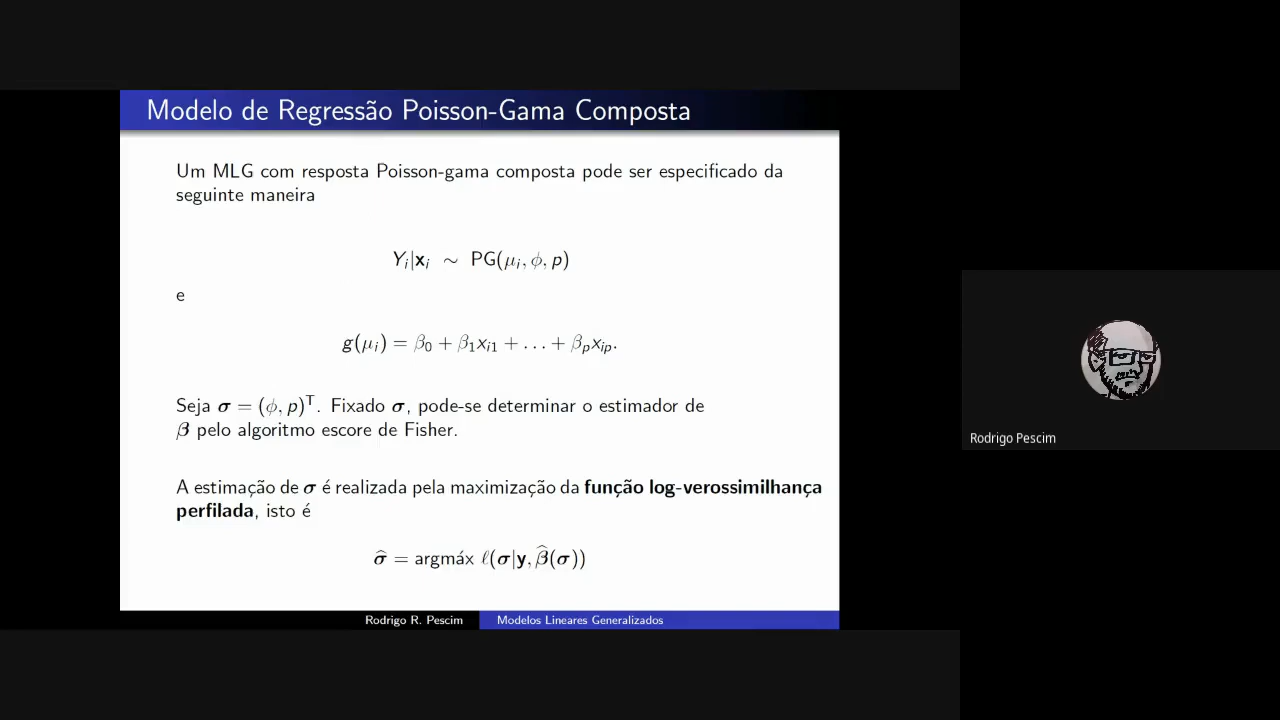 Modelo de Regressão Poisson-Gama Composta
Um MLG com resposta Poisson-gama composta pode ser especificado da
seguinte maneira
Yᵢ|xᵢ ∼ PG(μᵢ, ϕ, p)
e
g(μᵢ) = β₀ + β₁xᵢ₁ + . . . + βₚxᵢₚ.
Seja σ = (ϕ, p)ᵀ. Fixado σ, pode-se determinar o estimador de
β pelo algoritmo escore de Fisher.
A estimação de σ é realizada pela maximização da função log-verossimilhança
perfilada, isto é
σ̂ = argmáx ℓ(σ|y, β̂(σ))
Rodrigo R. Pescim
Modelos Lineares Generalizados
Rodrigo Pescim